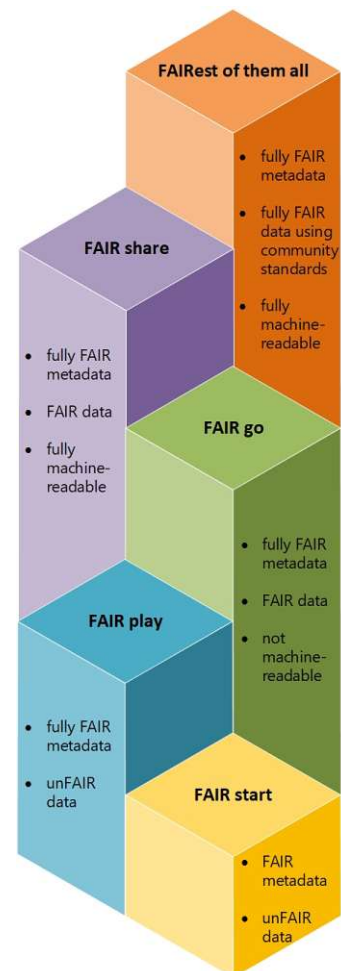 FAIRest of them all
• fully FAIR
metadata
• fully FAIR
data using
community
standards
• fully
machine-
readable
FAIR share
• fully FAIR
metadata
• FAIR data
• fully
machine-
readable
FAIR go
• fully FAIR
metadata
• FAIR data
• not
machine-
readable
FAIR play
• fully FAIR
metadata
• unFAIR
data
FAIR start
• FAIR
metadata
• unFAIR
data